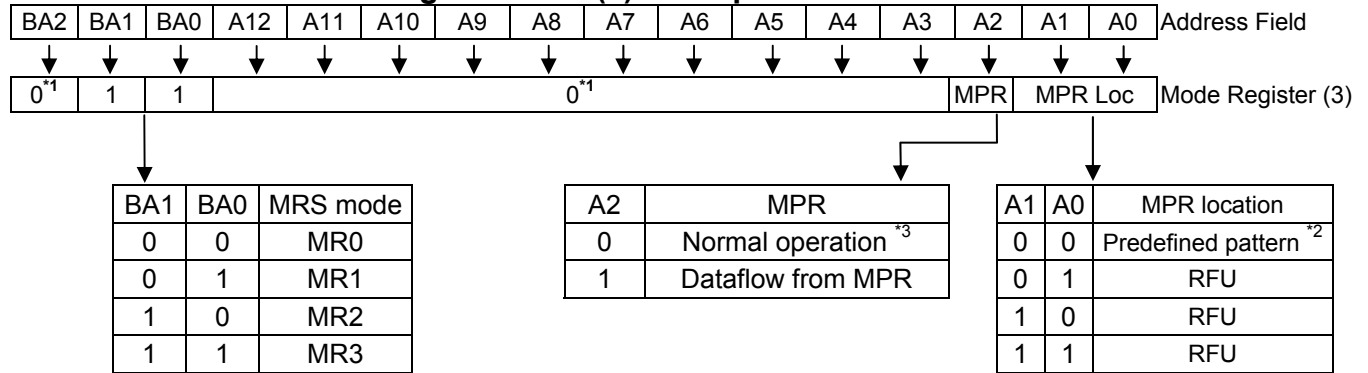 BA2 BA1 BA0 A12 A11 A10 A9 A8 A7 A6 A5 A4 A3 A2 A1 A0 Address Field
0*1 1 1 0*1 MPR MPR Loc Mode Register (3)
BA1 BA0 MRS mode
0 0 MR0
0 1 MR1
1 0 MR2
1 1 MR3
A2 MPR
0 Normal operation *3
1 Dataflow from MPR
A1 A0 MPR location
0 0 Predefined pattern *2
0 1 RFU
1 0 RFU
1 1 RFU